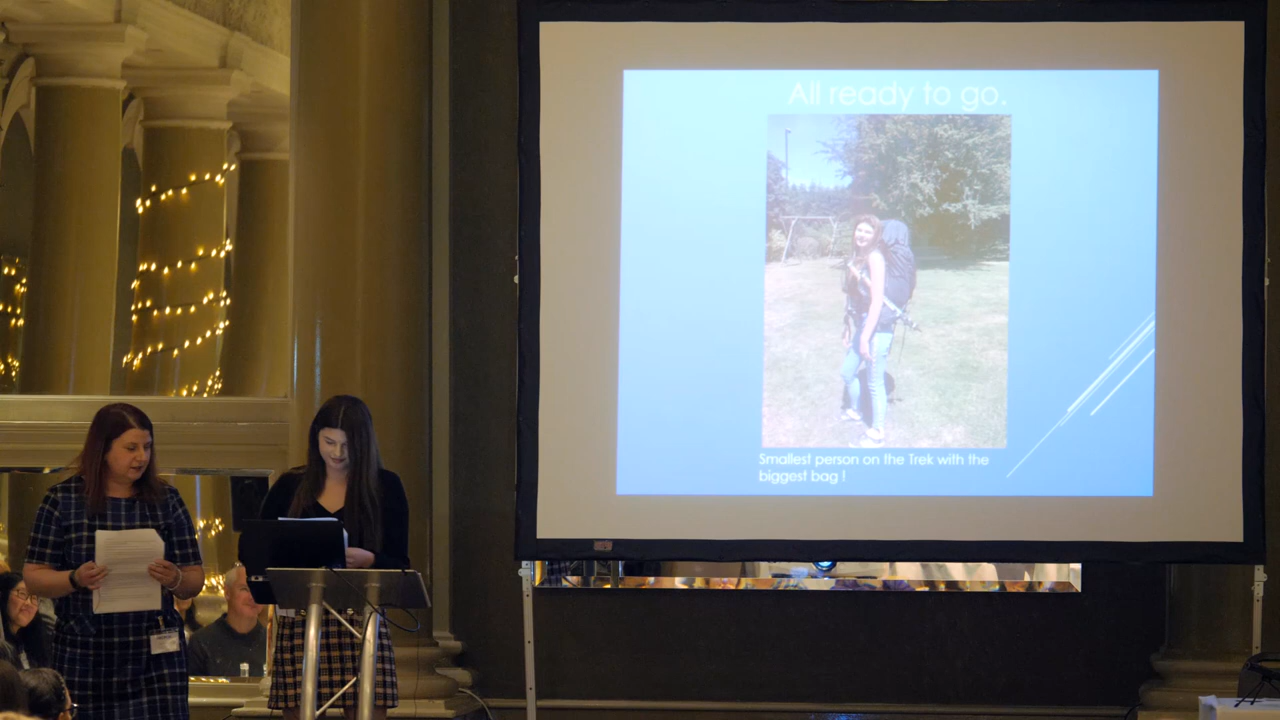 All ready to go.
Smallest person on the Trek with the
biggest bag !